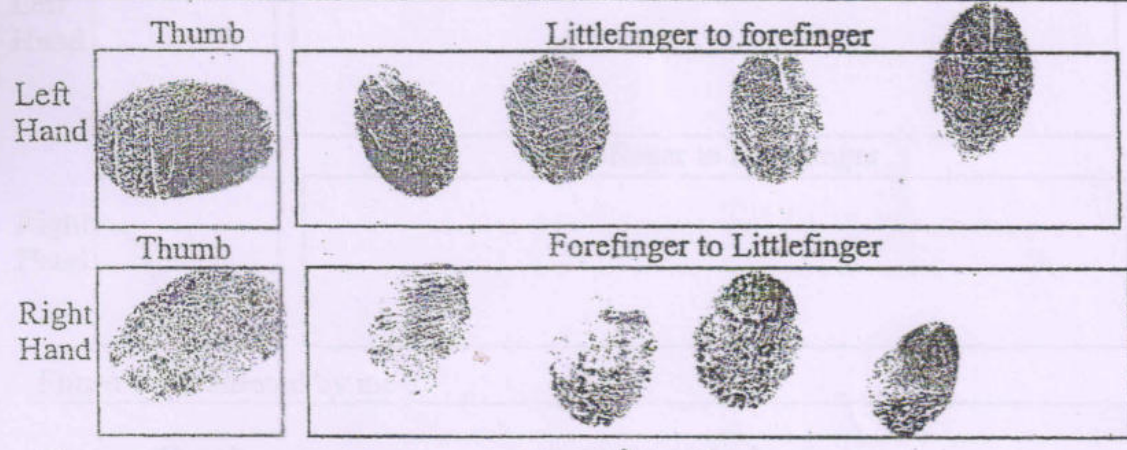 Thumb
Littlefinger to forefinger
Left
Hand
Thumb
Forefinger to Littlefinger
Right
Hand